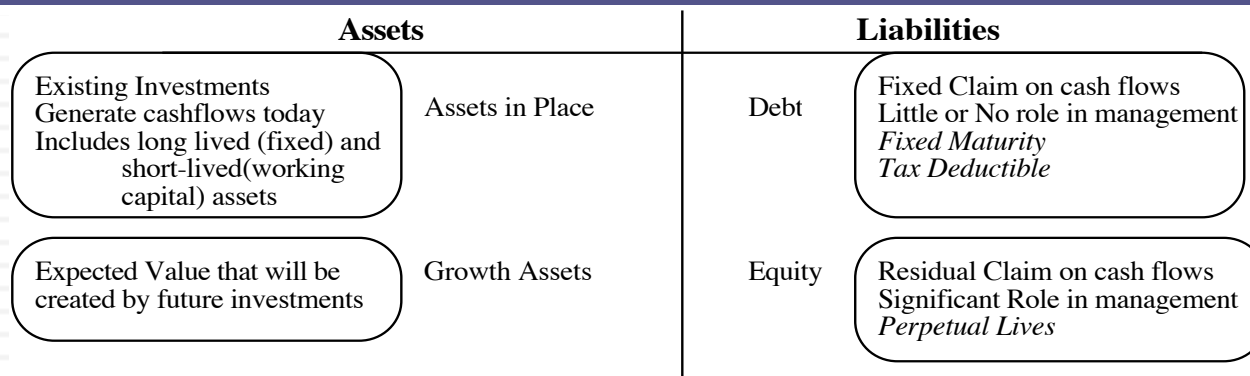 Assets
Liabilities
Existing Investments
Generate cashflows today
Includes long lived (fixed) and
short-lived(working
capital) assets
Assets in Place
Debt
Fixed Claim on cash flows
Little or No role in management
Fixed Maturity
Tax Deductible
Expected Value that will be
created by future investments
Growth Assets
Equity
Residual Claim on cash flows
Significant Role in management
Perpetual Lives